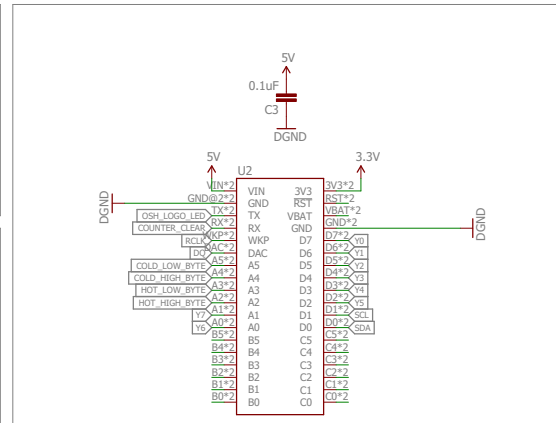 5V
0.1uF
C3
DGND
5V
3.3V
U2
VIN*2 VIN 3V3 3V3*2
DGND GND@2*2 GND RST RST*2
OSH_LOGO_LED TX*2 TX VBAT VBAT*2
COUNTER_CLEAR RX*2 RX GND GND*2 DGND
RCLK WKP*2 WKP D7 D7*2 Y0
DQ DAC*2 DAC D6 D6*2 Y1
COLD_LOW_BYTE A5*2 A5 D5 D5*2 Y2
COLD_HIGH_BYTE A4*2 A4 D4 D4*2 Y3
HOT_LOW_BYTE A3*2 A3 D3 D3*2 Y4
HOT_HIGH_BYTE A2*2 A2 D2 D2*2 Y5
Y7 A1*2 A1 D1 D1*2 SCL
Y6 A0*2 A0 D0 D0*2 SDA
B5*2 B5 C5 C5*2
B4*2 B4 C4 C4*2
B3*2 B3 C3 C3*2
B2*2 B2 C2 C2*2
B1*2 B1 C1 C1*2
B0*2 B0 C0 C0*2